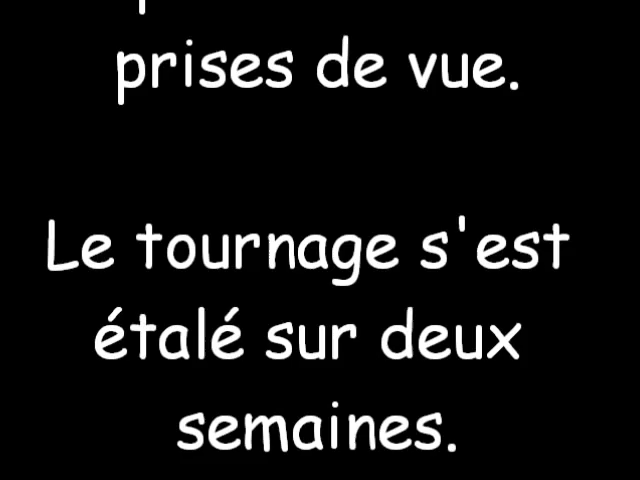 prises de vue.
Le tournage s'est
étalé sur deux
semaines.